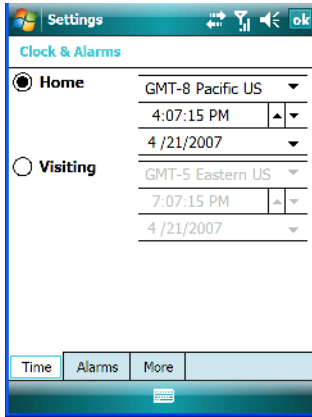 Settings
ok
Clock & Alarms
Home
GMT-8 Pacific US
4:07:15 PM
4 /21/2007
Visiting
GMT-5 Eastern US
7:07:15 PM
4 /21/2007
Time Alarms More